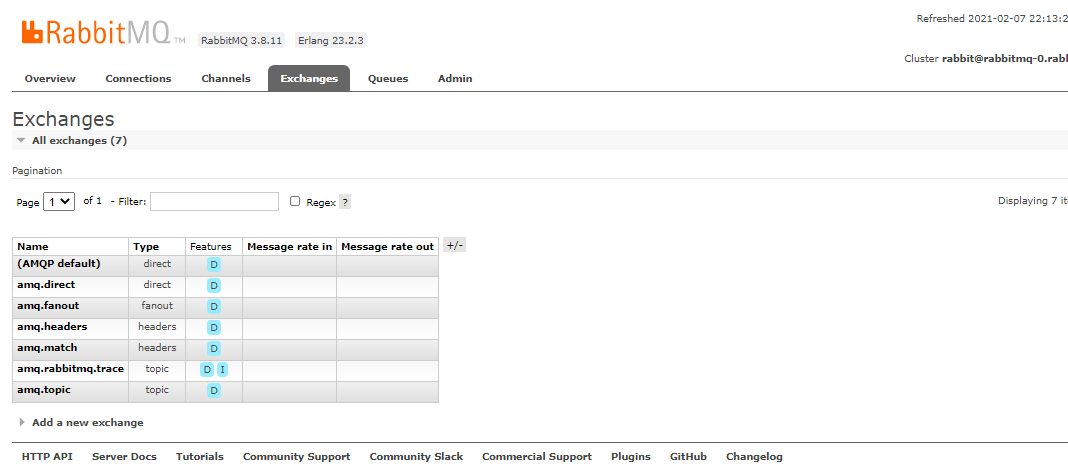 RabbitMQ TM RabbitMQ 3.8.11 Erlang 23.2.3
Refreshed 2021-02-07 22:13:2
Cluster rabbit@rabbitmq-0.rabl
Overview Connections Channels Exchanges Queues Admin
Exchanges
All exchanges (7)
Pagination
Page 1 of 1 - Filter: Regex ? Displaying 7 it
Name Type Features Message rate in Message rate out +/-
(AMQP default) direct D
amq.direct direct D
amq.fanout fanout D
amq.headers headers D
amq.match headers D
amq.rabbitmq.trace topic D I
amq.topic topic D
Add a new exchange
HTTP API Server Docs Tutorials Community Support Community Slack Commercial Support Plugins GitHub Changelog